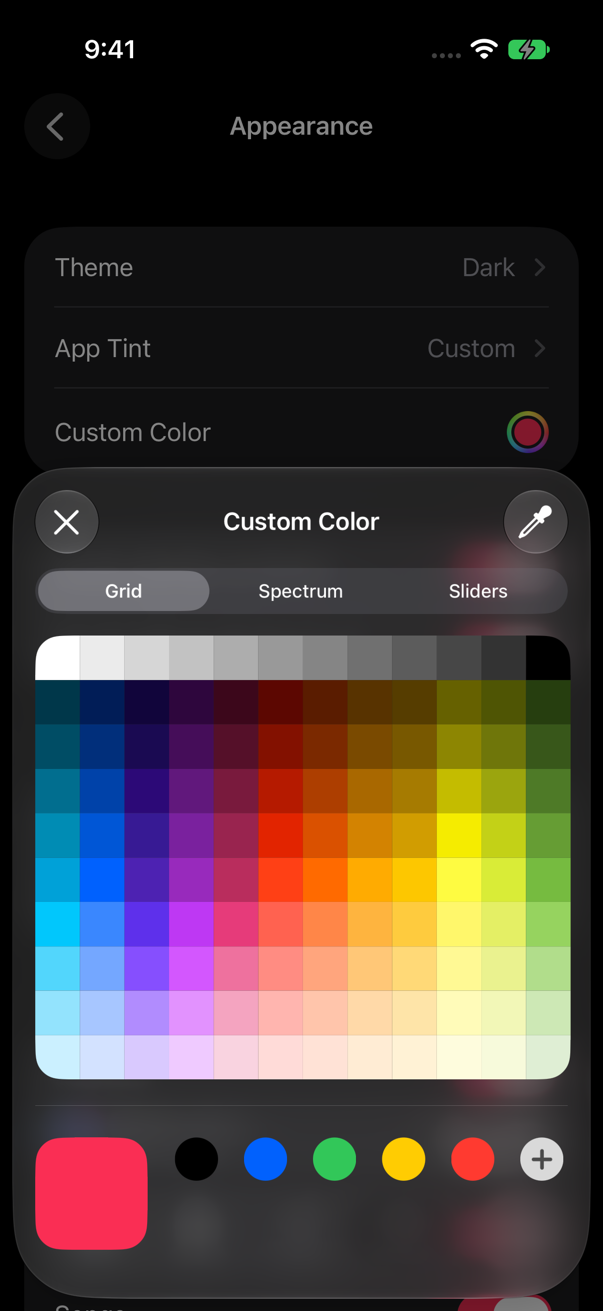 9:41
Appearance
Theme
Dark
App Tint
Custom
Custom Color
Custom Color
Grid
Spectrum
Sliders